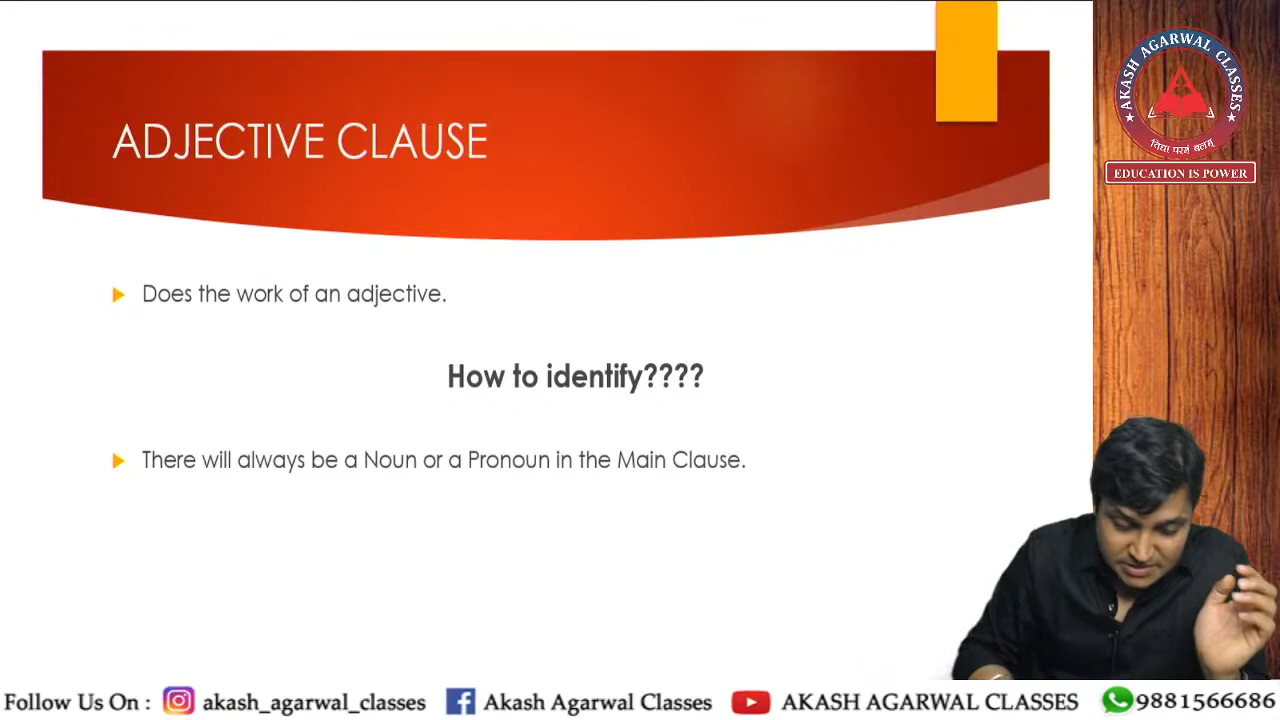 ADJECTIVE CLAUSE
Does the work of an adjective.
How to identify????
There will always be a Noun or a Pronoun in the Main Clause.
AKASH AGARWAL CLASSES
विद्या परमं बलम्
EDUCATION IS POWER
Follow Us On : akash_agarwal_classes Akash Agarwal Classes AKASH AGARWAL CLASSES 9881566686